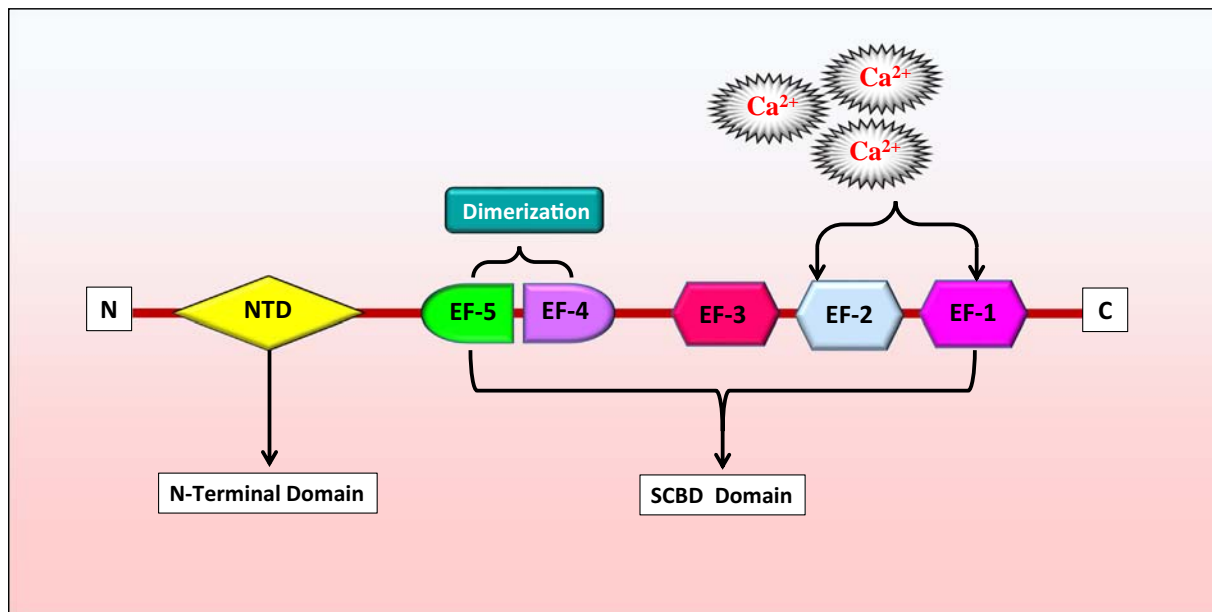 Ca²⁺
Ca²⁺
Ca²⁺
Dimerization
N
NTD
EF-5
EF-4
EF-3
EF-2
EF-1
C
N-Terminal Domain
SCBD Domain